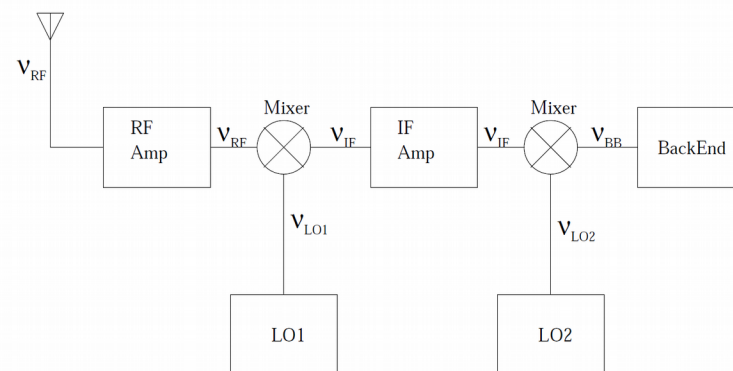 ν_RF
RF
Amp
ν_RF
Mixer
ν_IF
IF
Amp
ν_IF
Mixer
ν_BB
BackEnd
ν_LO1
ν_LO2
LO1
LO2